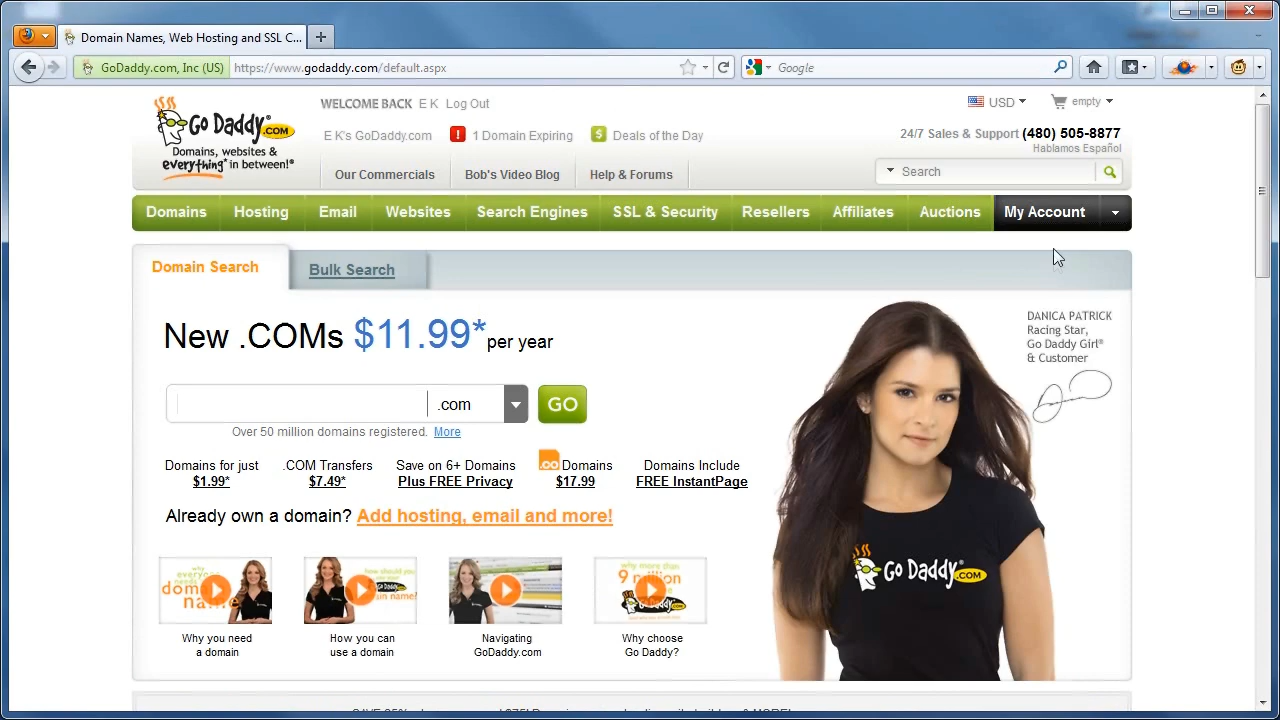 Domain Names, Web Hosting and SSL C...
GoDaddy.com, Inc (US)
https://www.godaddy.com/default.aspx
Google
Go Daddy .COM
Domains, websites &
everything* in between!®
WELCOME BACK E K Log Out
USD
empty
E K's GoDaddy.com
! 1 Domain Expiring
$ Deals of the Day
24/7 Sales & Support (480) 505-8877
Hablamos Español
Our Commercials
Bob's Video Blog
Help & Forums
Search
Domains
Hosting
Email
Websites
Search Engines
SSL & Security
Resellers
Affiliates
Auctions
My Account
Domain Search
Bulk Search
New .COMs $11.99* per year
DANICA PATRICK
Racing Star,
Go Daddy Girl®
& Customer
.com
GO
Over 50 million domains registered. More
Domains for just
$1.99*
.COM Transfers
$7.49*
Save on 6+ Domains
Plus FREE Privacy
.co Domains
$17.99
Domains Include
FREE InstantPage
Already own a domain? Add hosting, email and more!
Go Daddy .COM
why more than
9 million
Why you need
a domain
How you can
use a domain
Navigating
GoDaddy.com
Why choose
Go Daddy?